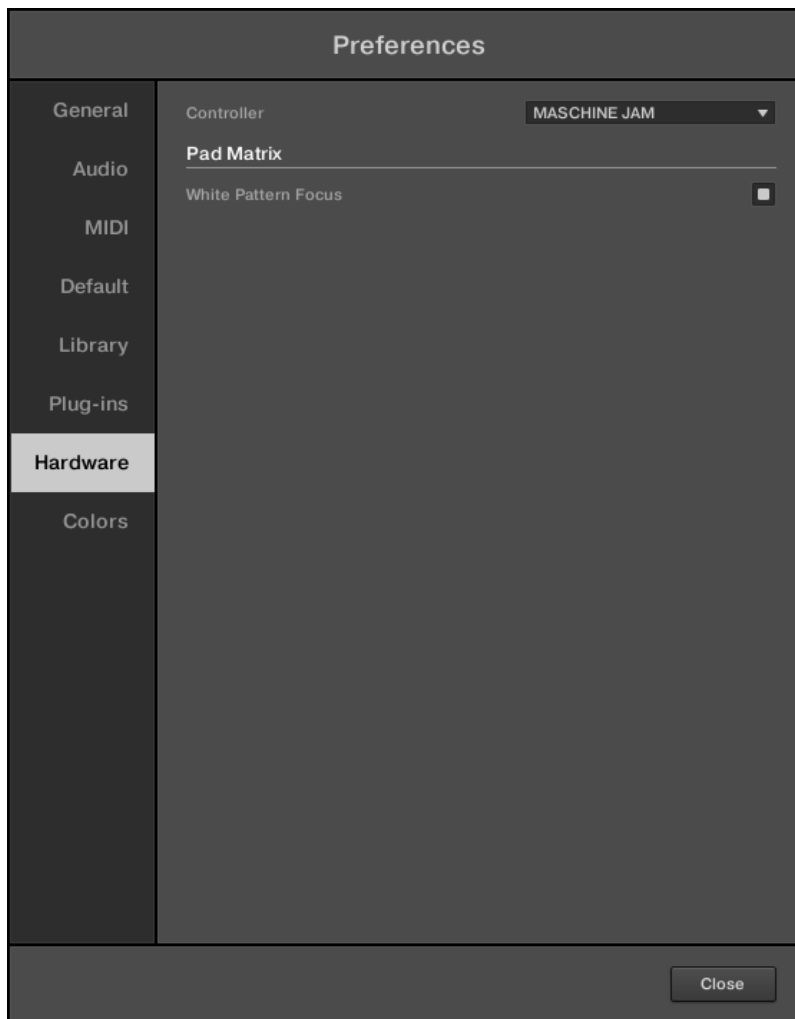 Preferences
General
Audio
MIDI
Default
Library
Plug-ins
Hardware
Colors
Controller MASCHINE JAM
Pad Matrix
White Pattern Focus
Close